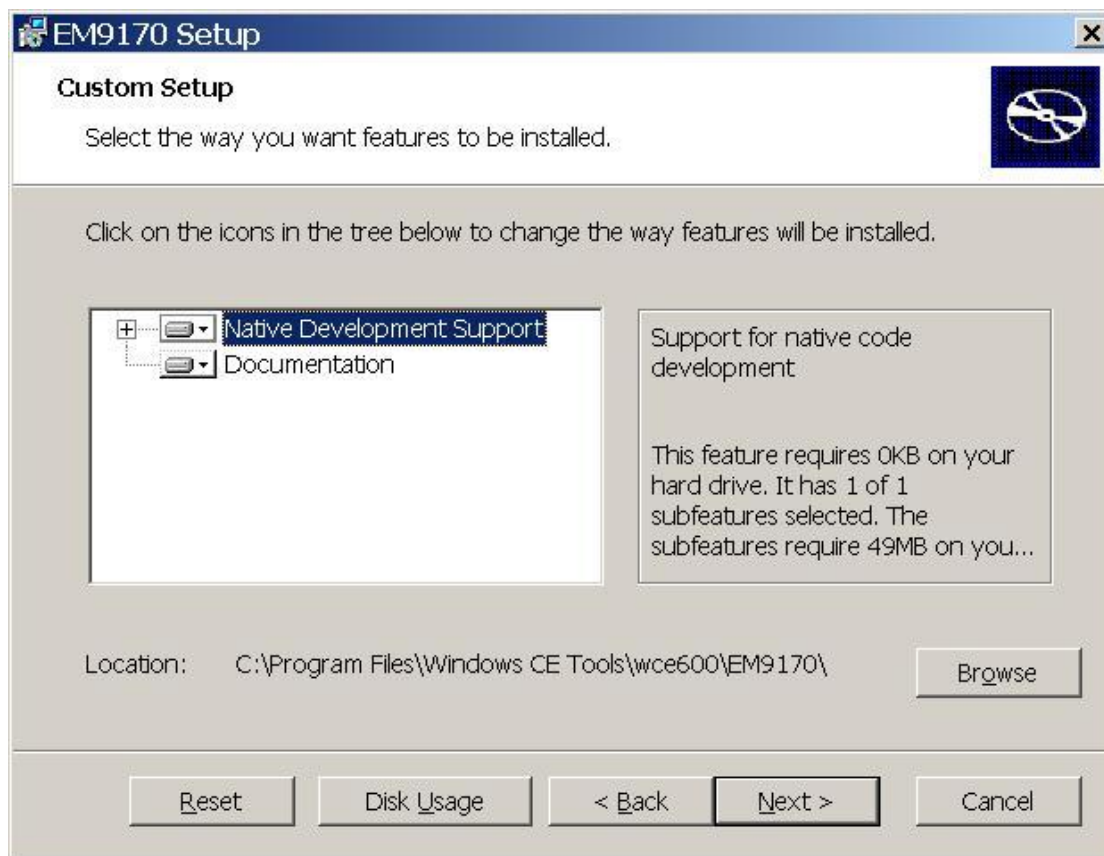 EM9170 Setup
Custom Setup
Select the way you want features to be installed.
Click on the icons in the tree below to change the way features will be installed.
Native Development Support
Documentation
Support for native code
development
This feature requires 0KB on your
hard drive. It has 1 of 1
subfeatures selected. The
subfeatures require 49MB on you...
Location: C:\Program Files\Windows CE Tools\wce600\EM9170\
Browse
Reset Disk Usage < Back Next > Cancel